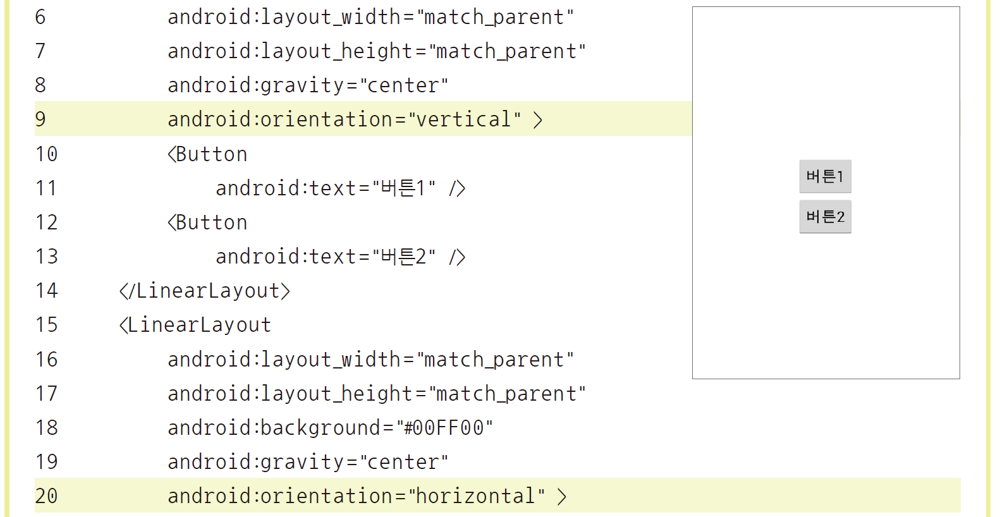 6 android:layout_width="match_parent"
7 android:layout_height="match_parent"
8 android:gravity="center"
9 android:orientation="vertical" >
10 <Button
11 android:text="버튼1" />
12 <Button
13 android:text="버튼2" />
14 </LinearLayout>
15 <LinearLayout
16 android:layout_width="match_parent"
17 android:layout_height="match_parent"
18 android:background="#00FF00"
19 android:gravity="center"
20 android:orientation="horizontal" >
버튼1
버튼2